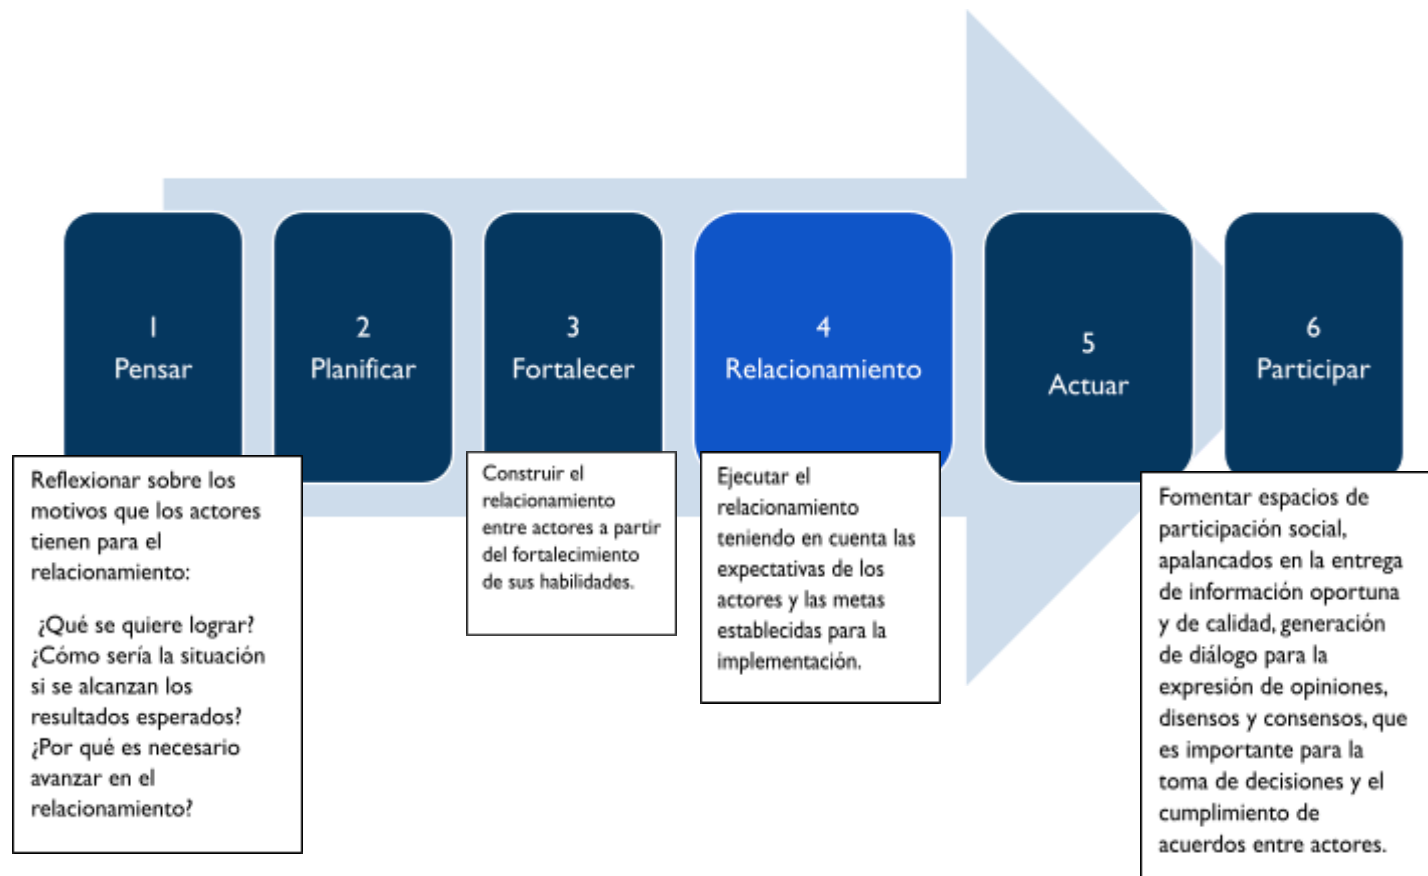 1
Pensar
2
Planificar
3
Fortalecer
4
Relacionamiento
5
Actuar
6
Participar
Reflexionar sobre los
motivos que los actores
tienen para el
relacionamiento:
¿Qué se quiere lograr?
¿Cómo sería la situación
si se alcanzan los
resultados esperados?
¿Por qué es necesario
avanzar en el
relacionamiento?
Construir el
relacionamiento
entre actores a partir
del fortalecimiento
de sus habilidades.
Ejecutar el
relacionamiento
teniendo en cuenta las
expectativas de los
actores y las metas
establecidas para la
implementación.
Fomentar espacios de
participación social,
apalancados en la entrega
de información oportuna
y de calidad, generación
de diálogo para la
expresión de opiniones,
disensos y consensos, que
es importante para la
toma de decisiones y el
cumplimiento de
acuerdos entre actores.